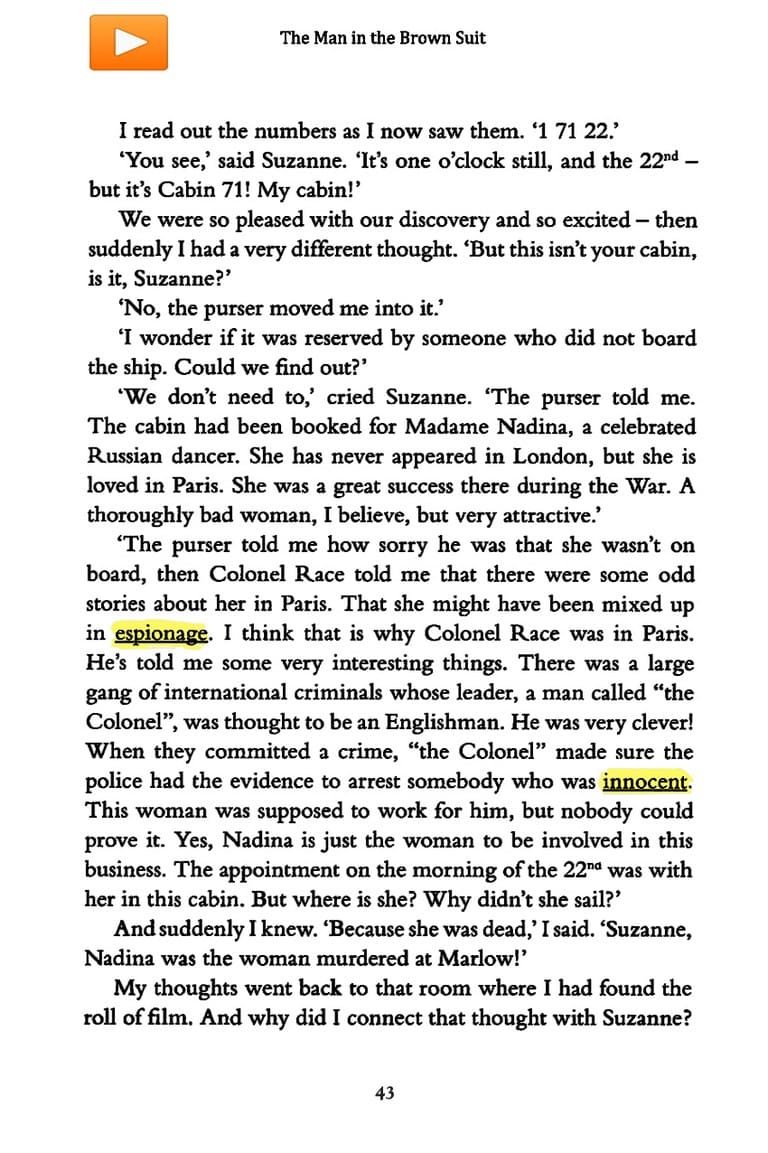 The Man in the Brown Suit
I read out the numbers as I now saw them. ‘1 71 22.’
‘You see,’ said Suzanne. ‘It’s one o’clock still, and the 22nd –
but it’s Cabin 71! My cabin!’
We were so pleased with our discovery and so excited – then
suddenly I had a very different thought. ‘But this isn’t your cabin,
is it, Suzanne?’
‘No, the purser moved me into it.’
‘I wonder if it was reserved by someone who did not board
the ship. Could we find out?’
‘We don’t need to,’ cried Suzanne. ‘The purser told me.
The cabin had been booked for Madame Nadina, a celebrated
Russian dancer. She has never appeared in London, but she is
loved in Paris. She was a great success there during the War. A
thoroughly bad woman, I believe, but very attractive.’
‘The purser told me how sorry he was that she wasn’t on
board, then Colonel Race told me that there were some odd
stories about her in Paris. That she might have been mixed up
in espionage. I think that is why Colonel Race was in Paris.
He’s told me some very interesting things. There was a large
gang of international criminals whose leader, a man called “the
Colonel”, was thought to be an Englishman. He was very clever!
When they committed a crime, “the Colonel” made sure the
police had the evidence to arrest somebody who was innocent.
This woman was supposed to work for him, but nobody could
prove it. Yes, Nadina is just the woman to be involved in this
business. The appointment on the morning of the 22nd was with
her in this cabin. But where is she? Why didn’t she sail?’
And suddenly I knew. ‘Because she was dead,’ I said. ‘Suzanne,
Nadina was the woman murdered at Marlow!’
My thoughts went back to that room where I had found the
roll of film. And why did I connect that thought with Suzanne?
43